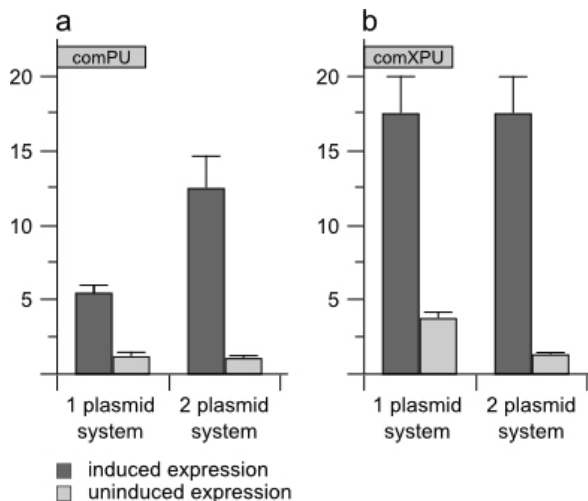 a
b
comPU
comXPU
20
15
10
5
20
15
10
5
1 plasmid system
2 plasmid system
1 plasmid system
2 plasmid system
induced expression
uninduced expression